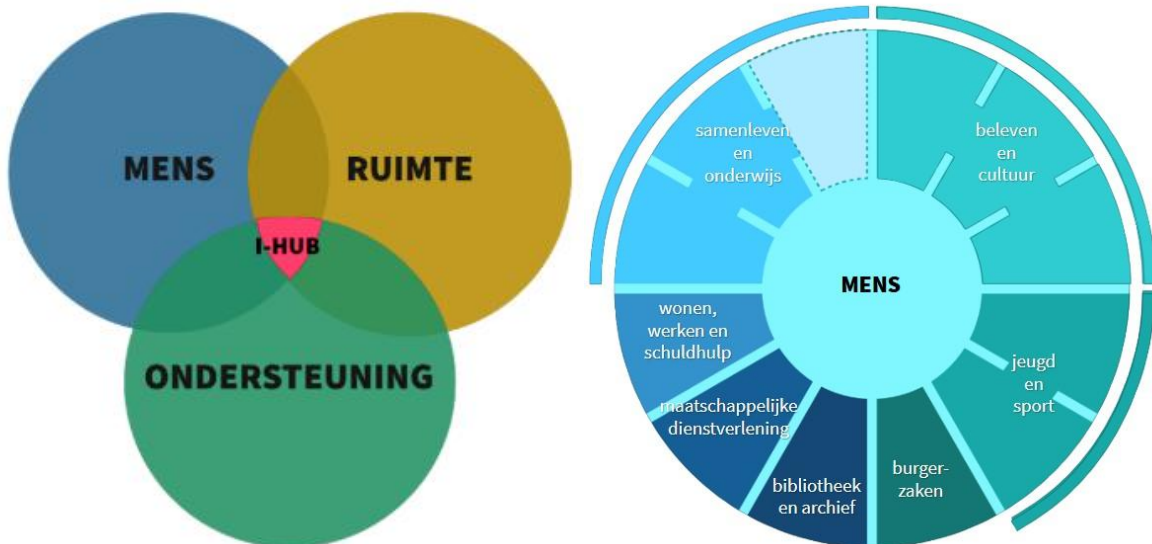 MENS
RUIMTE
I-HUB
ONDERSTEUNING
samenleven
en
onderwijs
beleven
en
cultuur
MENS
wonen,
werken en
schuldhulp
jeugd
en
sport
maatschappelijke
dienstverlening
bibliotheek
en archief
burger-
zaken